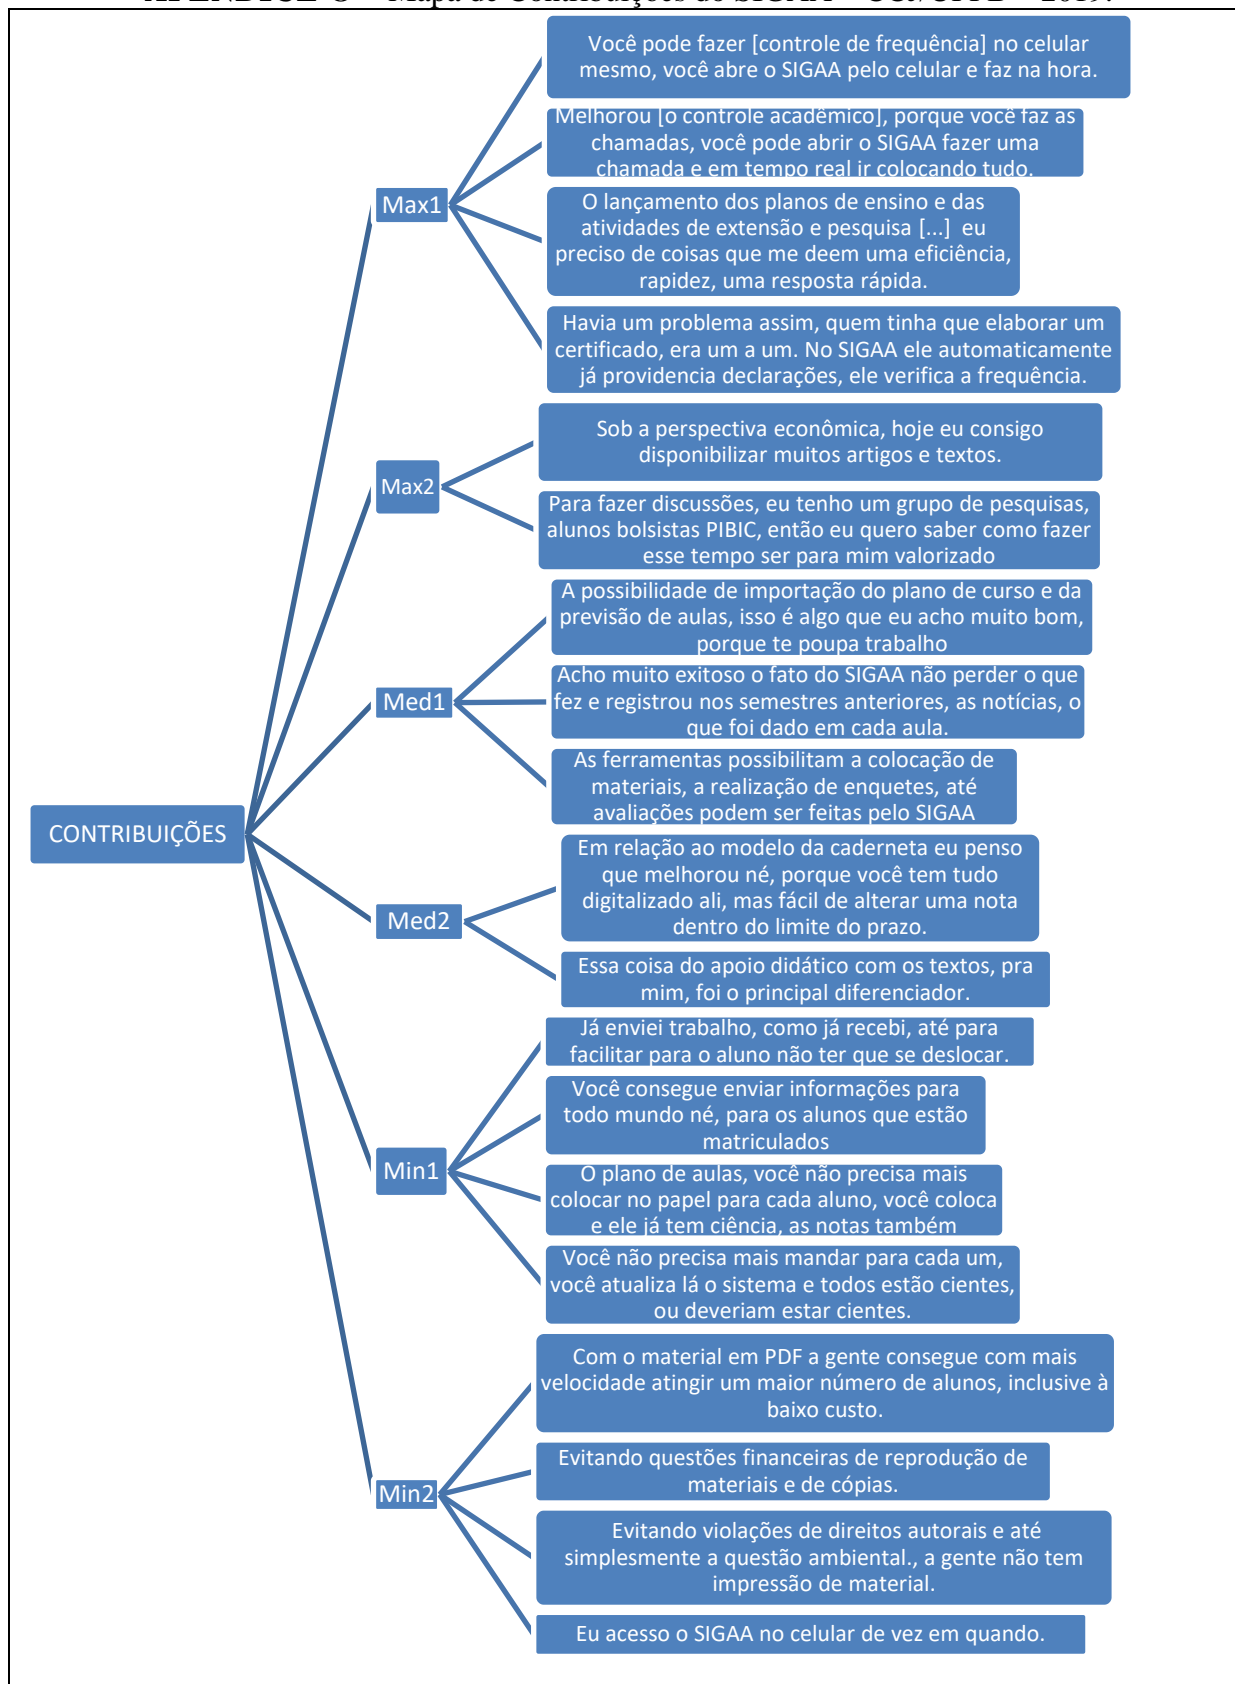 Mapa de Contribuições do SIGAA – CCJ/UFPB – 2019.
CONTRIBUIÇÕES
Max1
Você pode fazer [controle de frequência] no celular
mesmo, você abre o SIGAA pelo celular e faz na hora.
Melhorou [o controle acadêmico], porque você faz as
chamadas, você pode abrir o SIGAA fazer uma
chamada e em tempo real ir colocando tudo.
O lançamento dos planos de ensino e das
atividades de extensão e pesquisa [...] eu
preciso de coisas que me deem uma eficiência,
rapidez, uma resposta rápida.
Havia um problema assim, quem tinha que elaborar um
certificado, era um a um. No SIGAA ele automaticamente
já providencia declarações, ele verifica a frequência.
Max2
Sob a perspectiva econômica, hoje eu consigo
disponibilizar muitos artigos e textos.
Para fazer discussões, eu tenho um grupo de pesquisas,
alunos bolsistas PIBIC, então eu quero saber como fazer
esse tempo ser para mim valorizado
Med1
A possibilidade de importação do plano de curso e da
previsão de aulas, isso é algo que eu acho muito bom,
porque te poupa trabalho
Acho muito exitoso o fato do SIGAA não perder o que
fez e registrou nos semestres anteriores, as notícias, o
que foi dado em cada aula.
As ferramentas possibilitam a colocação de
materiais, a realização de enquetes, até
avaliações podem ser feitas pelo SIGAA
Med2
Em relação ao modelo da caderneta eu penso
que melhorou né, porque você tem tudo
digitalizado ali, mas fácil de alterar uma nota
dentro do limite do prazo.
Essa coisa do apoio didático com os textos, pra
mim, foi o principal diferenciador.
Min1
Já enviei trabalho, como já recebi, até para
facilitar para o aluno não ter que se deslocar.
Você consegue enviar informações para
todo mundo né, para os alunos que estão
matriculados
O plano de aulas, você não precisa mais
colocar no papel para cada aluno, você coloca
e ele já tem ciência, as notas também
Você não precisa mais mandar para cada um,
você atualiza lá o sistema e todos estão cientes,
ou deveriam estar cientes.
Min2
Com o material em PDF a gente consegue com mais
velocidade atingir um maior número de alunos, inclusive à
baixo custo.
Evitando questões financeiras de reprodução de
materiais e de cópias.
Evitando violações de direitos autorais e até
simplesmente a questão ambiental., a gente não tem
impressão de material.
Eu acesso o SIGAA no celular de vez em quando.